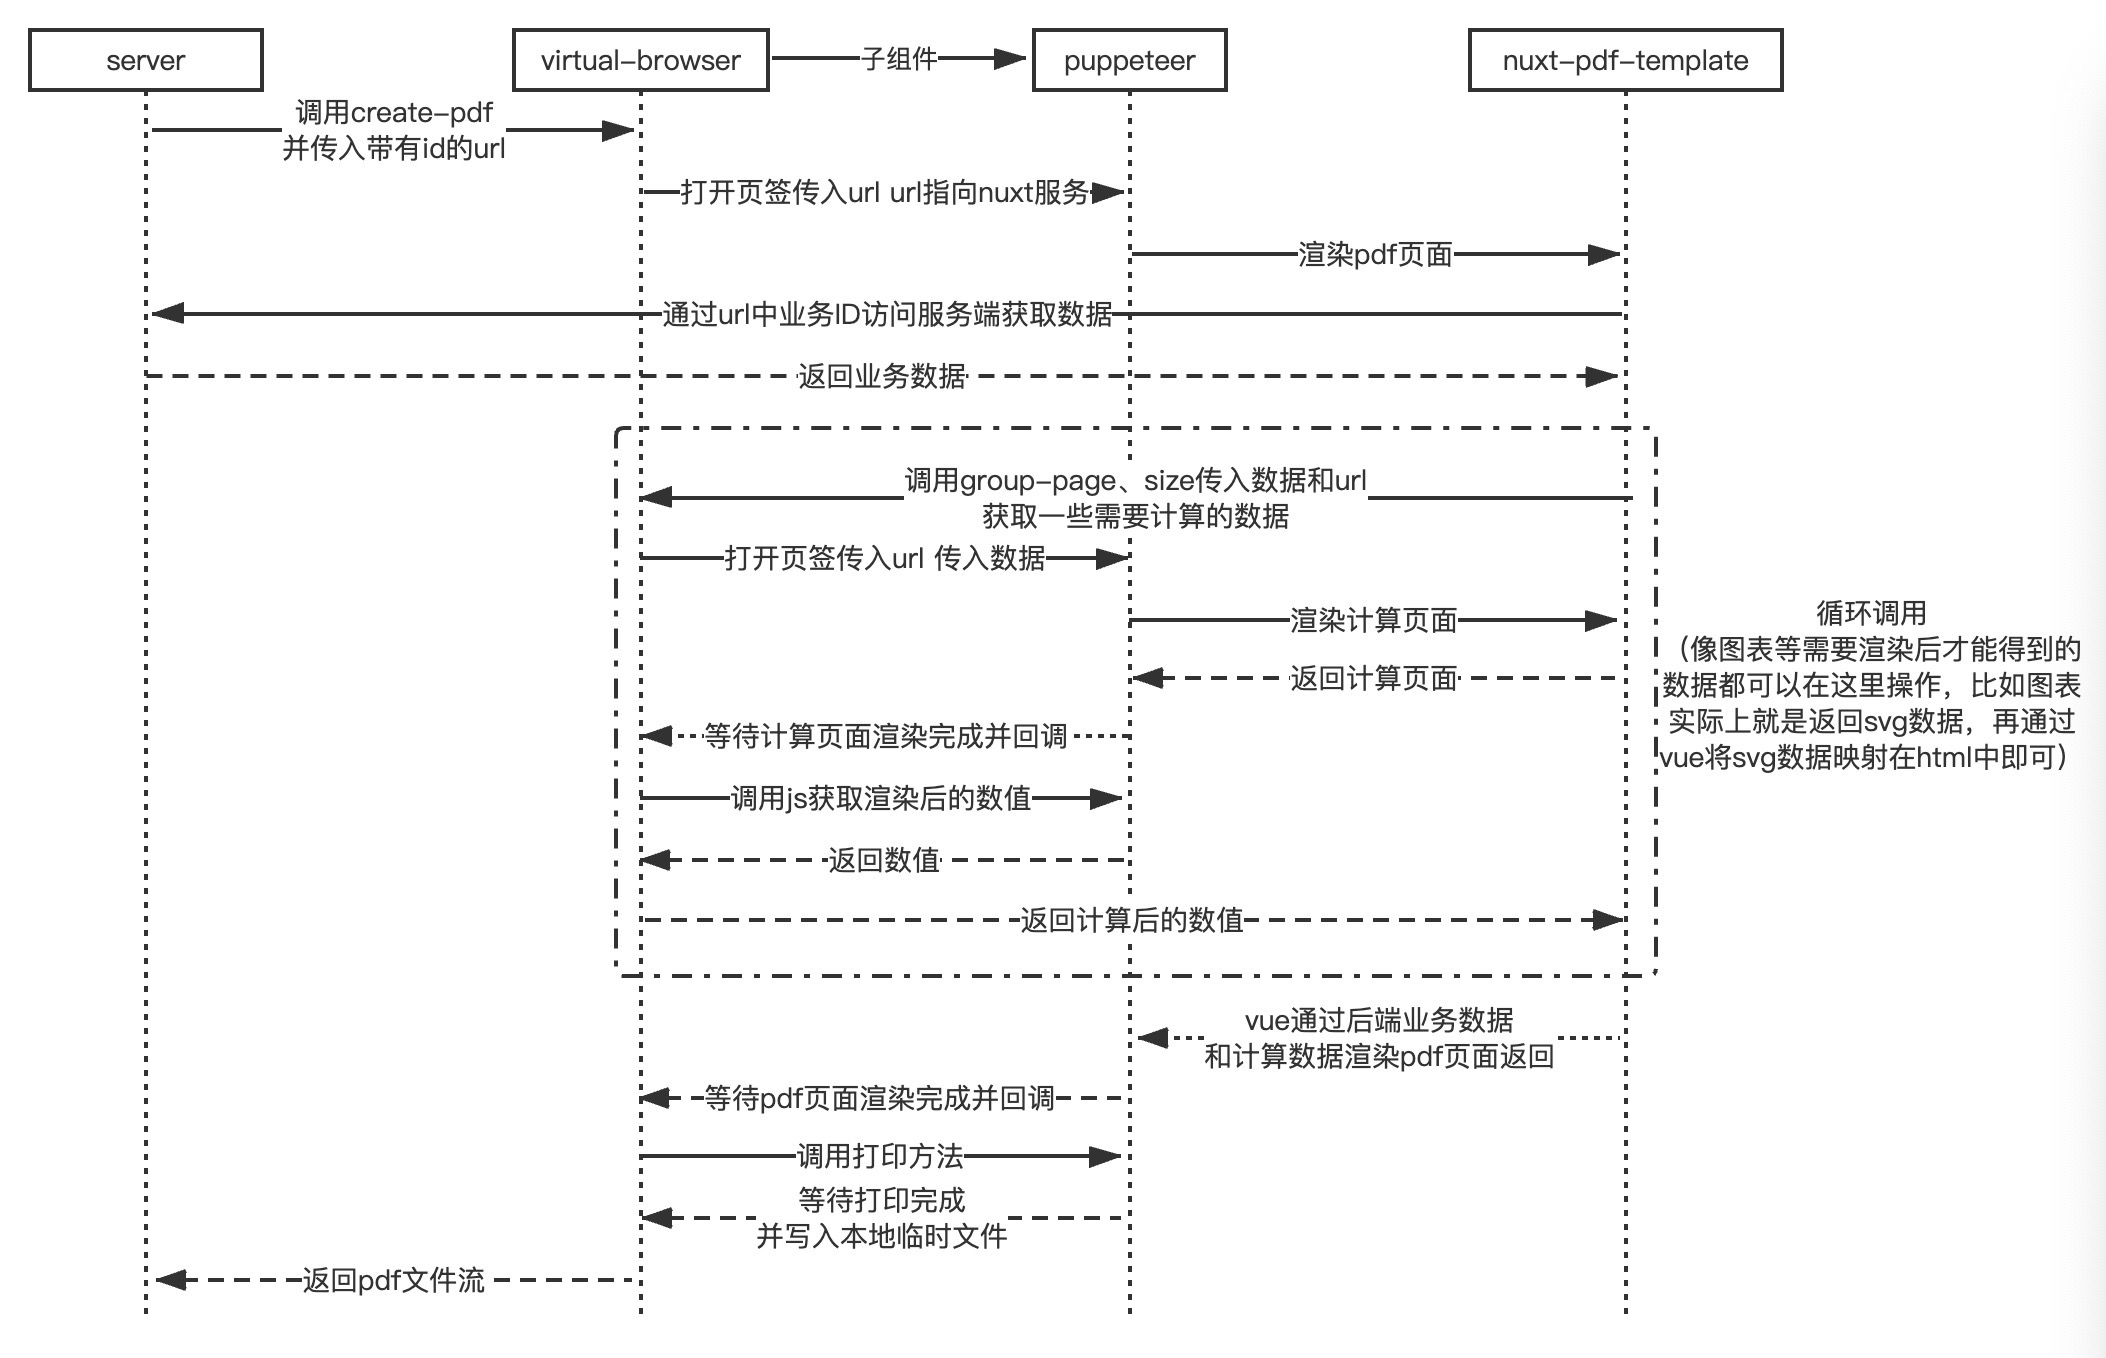 server
virtual-browser
子组件
puppeteer
nuxt-pdf-template
调用create-pdf
并传入带有id的url
打开页签传入url url指向nuxt服务
渲染pdf页面
通过url中业务ID访问服务端获取数据
返回业务数据
调用group-page、size传入数据和url
获取一些需要计算的数据
打开页签传入url 传入数据
渲染计算页面
循环调用
（像图表等需要渲染后才能得到的
数据都可以在这里操作，比如图表
实际上就是返回svg数据，再通过
vue将svg数据映射在html中即可）
返回计算页面
等待计算页面渲染完成并回调
调用js获取渲染后的数值
返回数值
返回计算后的数值
vue通过后端业务数据
和计算数据渲染pdf页面返回
等待pdf页面渲染完成并回调
调用打印方法
等待打印完成
并写入本地临时文件
返回pdf文件流